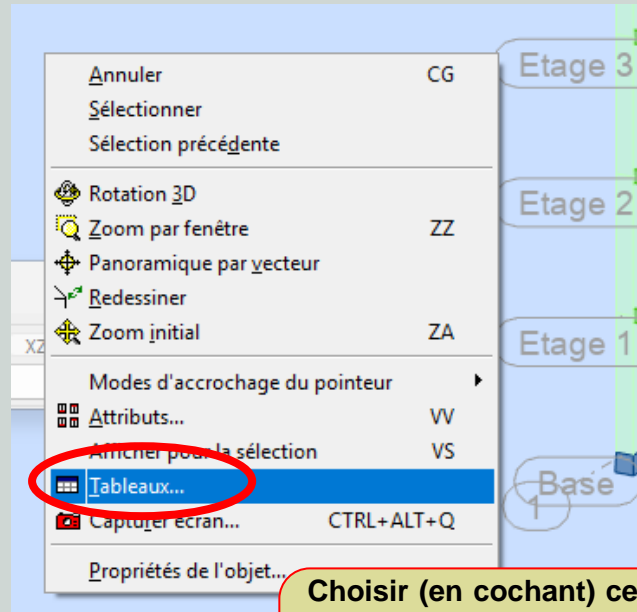 Annuler CG
Sélectionner
Sélection précédente
Rotation 3D
Zoom par fenêtre ZZ
Panoramique par vecteur
Redessiner
Zoom initial ZA
Modes d'accrochage du pointeur
Attributs... VV
Afficher pour la sélection VS
Tableaux...
Capturer écran... CTRL+ALT+Q
Propriétés de l'objet...
Etage 3
Etage 2
Etage 1
Base
1
XZ
Choisir (en cochant) ce